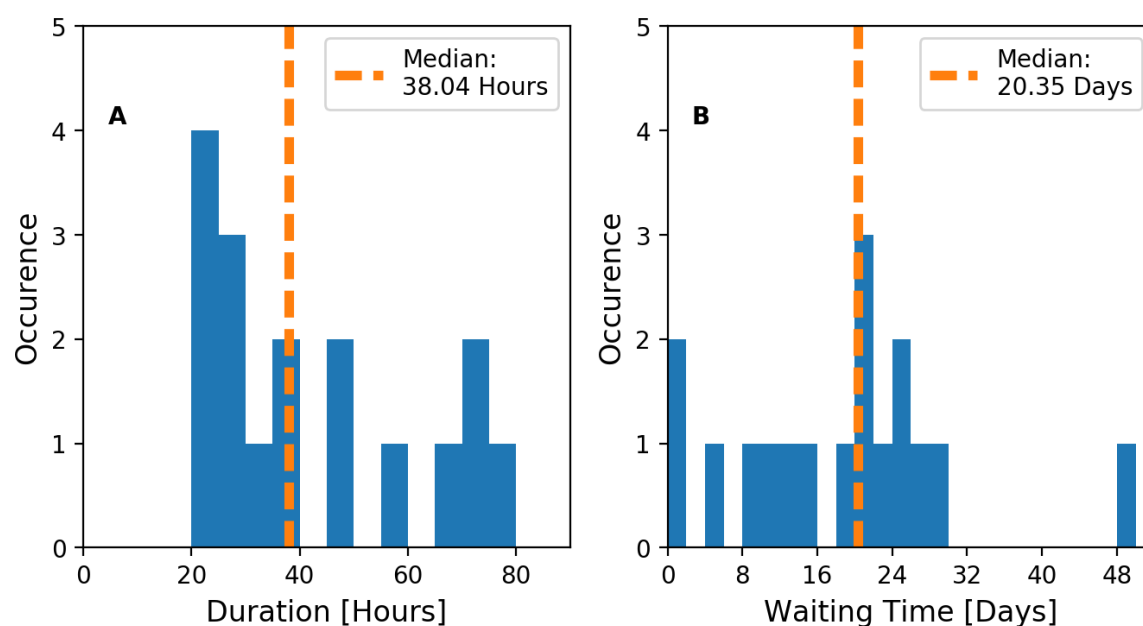 5
4
3
2
1
0
Occurence
A
Median:
38.04 Hours
0 20 40 60 80
Duration [Hours]
5
4
3
2
1
0
Occurence
B
Median:
20.35 Days
0 8 16 24 32 40 48
Waiting Time [Days]